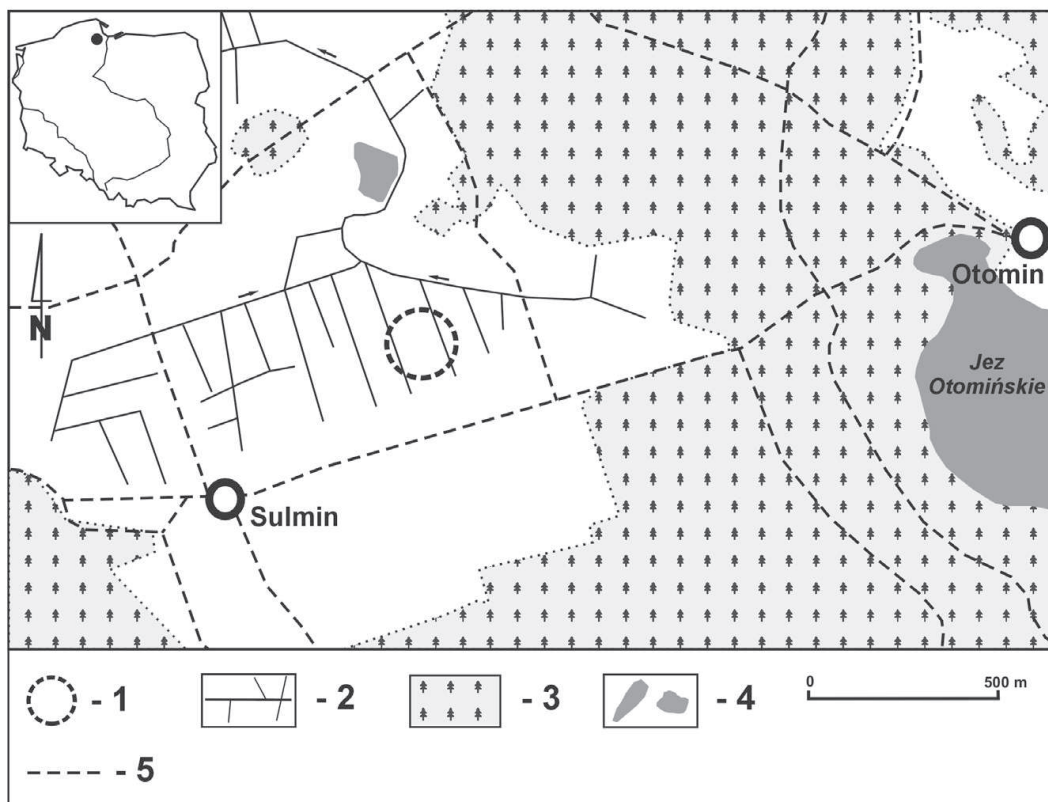 N
Otomin
Jez
Otomińskie
Sulmin
- 1
- 2
- 3
- 4
0 500 m
- 5